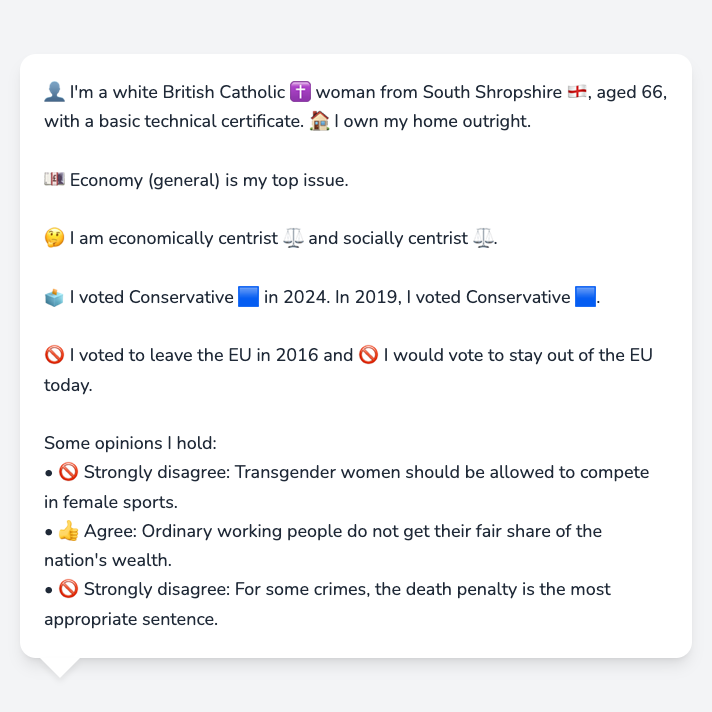 👤 I'm a white British Catholic ✝️ woman from South Shropshire 🏴󠁧󠁢󠁥󠁮󠁧󠁿, aged 66,
with a basic technical certificate. 🏠 I own my home outright.
💷 Economy (general) is my top issue.
🤔 I am economically centrist ⚖️ and socially centrist ⚖️.
🗳️ I voted Conservative 🟦 in 2024. In 2019, I voted Conservative 🟦.
🚫 I voted to leave the EU in 2016 and 🚫 I would vote to stay out of the EU
today.
Some opinions I hold:
• 🚫 Strongly disagree: Transgender women should be allowed to compete
in female sports.
• 👍 Agree: Ordinary working people do not get their fair share of the
nation's wealth.
• 🚫 Strongly disagree: For some crimes, the death penalty is the most
appropriate sentence.